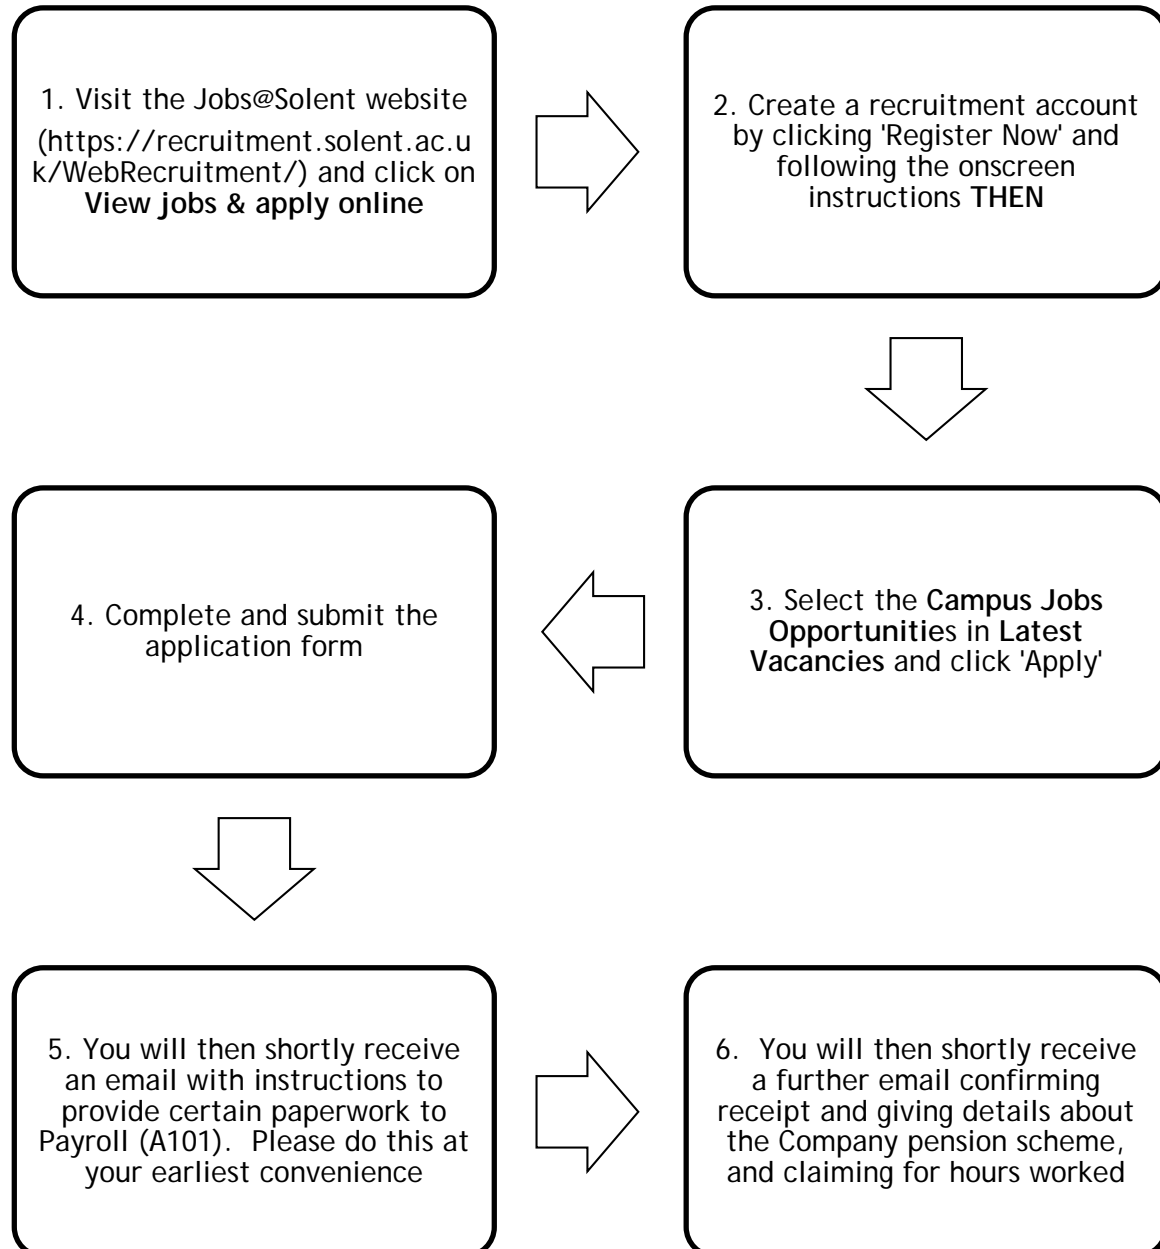 1. Visit the Jobs@Solent website
(https://recruitment.solent.ac.u
k/WebRecruitment/) and click on
View jobs & apply online
2. Create a recruitment account
by clicking 'Register Now' and
following the onscreen
instructions THEN
3. Select the Campus Jobs
Opportunities in Latest
Vacancies and click 'Apply'
4. Complete and submit the
application form
5. You will then shortly receive
an email with instructions to
provide certain paperwork to
Payroll (A101).  Please do this at
your earliest convenience
6.  You will then shortly receive
a further email confirming
receipt and giving details about
the Company pension scheme,
and claiming for hours worked